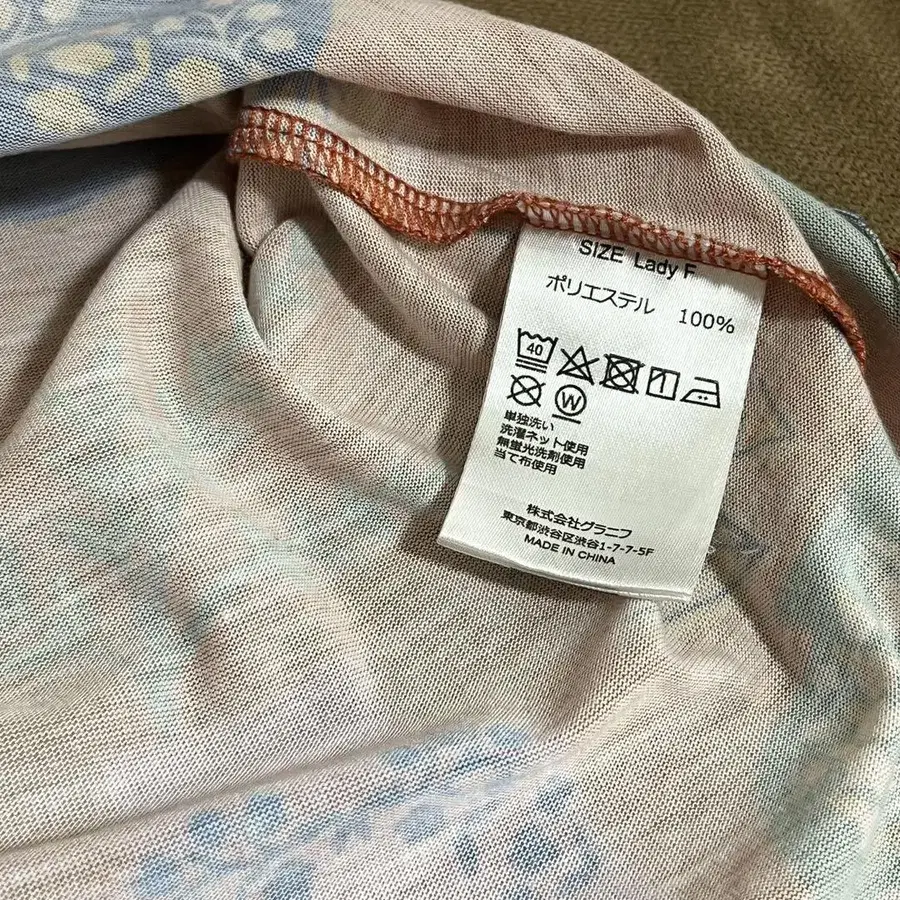 SIZE Lady F
ポリエステル 100%
40
W
単独洗い
洗濯ネット使用
無蛍光洗剤使用
当て布使用
株式会社グラニフ
東京都渋谷区渋谷1-7-7-5F
MADE IN CHINA